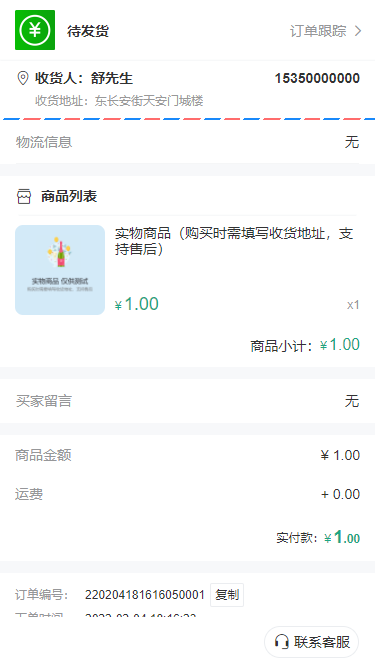 待发货
订单跟踪
收货人：舒先生
15350000000
收货地址：东长安街天安门城楼
物流信息
无
商品列表
实物商品（购买时需填写收货地址，支
持售后）
实物商品 仅供测试
¥1.00
x1
商品小计：¥1.00
买家留言
无
商品金额
¥ 1.00
运费
+ 0.00
实付款：¥1.00
订单编号：
220204181616050001
复制
联系客服